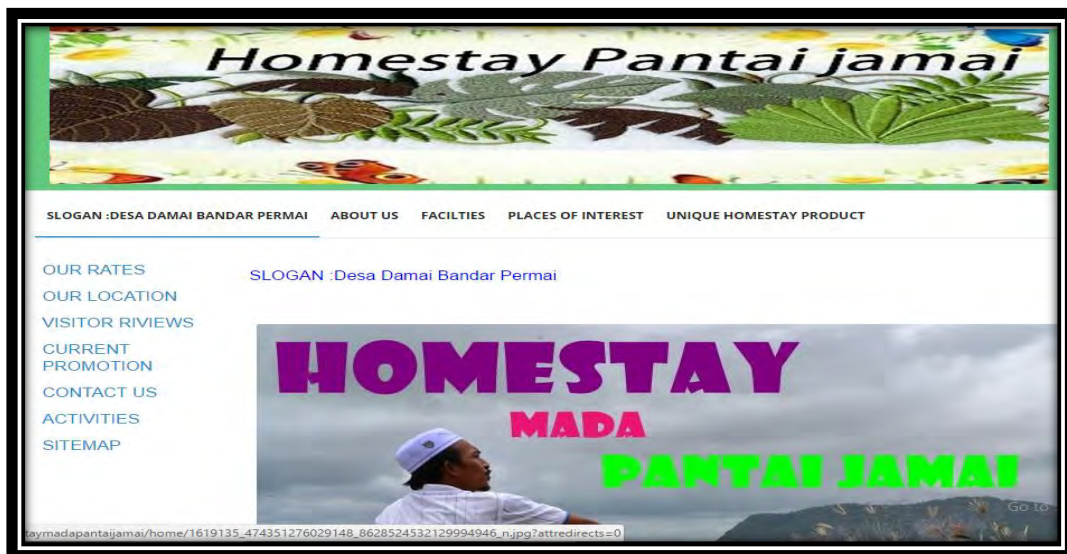 Homestay Pantai jamai
SLOGAN :DESA DAMAI BANDAR PERMAI ABOUT US FACILTIES PLACES OF INTEREST UNIQUE HOMESTAY PRODUCT
OUR RATES
OUR LOCATION
VISITOR RIVIEWS
CURRENT
PROMOTION
CONTACT US
ACTIVITIES
SITEMAP
SLOGAN :Desa Damai Bandar Permai
HOMESTAY
MADA
PANTAI JAMAI
Go to
taymadapantaijamai/home/1619135_474351276029148_8628524532129994946_n.jpg?attredirects=0